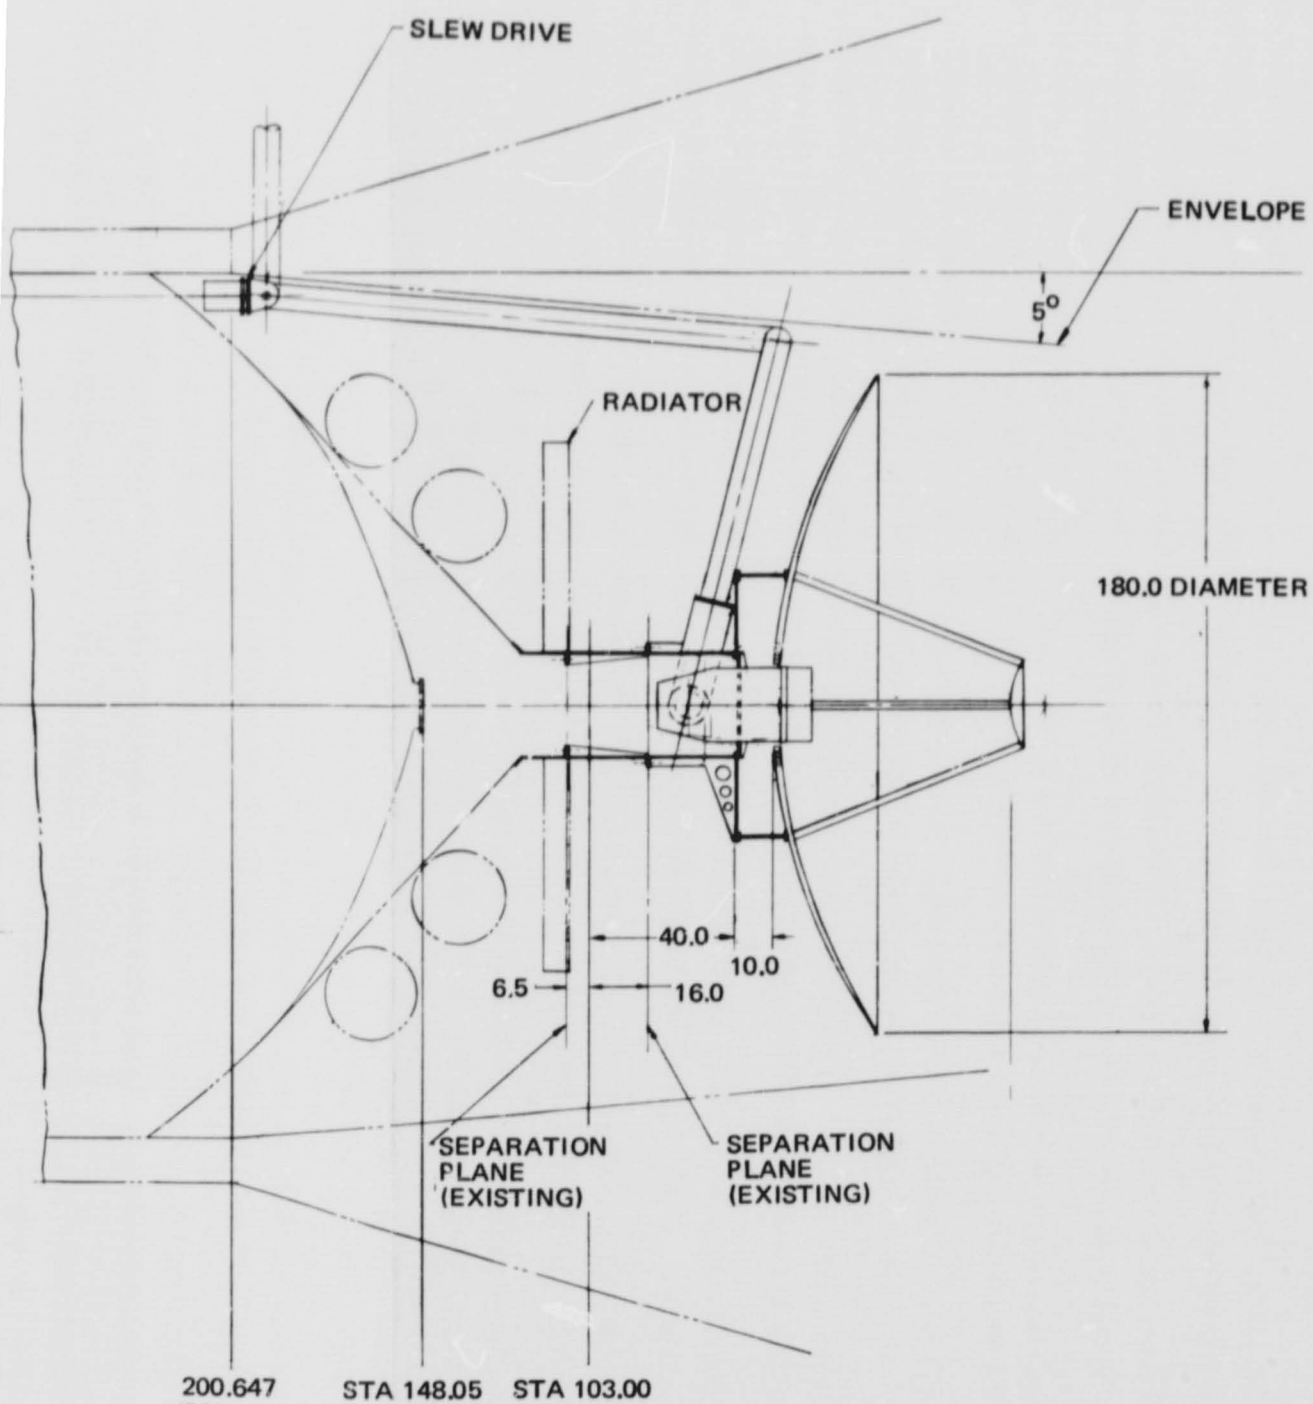 SLEW DRIVE
ENVELOPE
5°
RADIATOR
180.0 DIAMETER
40.0
10.0
6.5
16.0
SEPARATION
PLANE
(EXISTING)
SEPARATION
PLANE
(EXISTING)
200.647
STA 148.05
STA 103.00